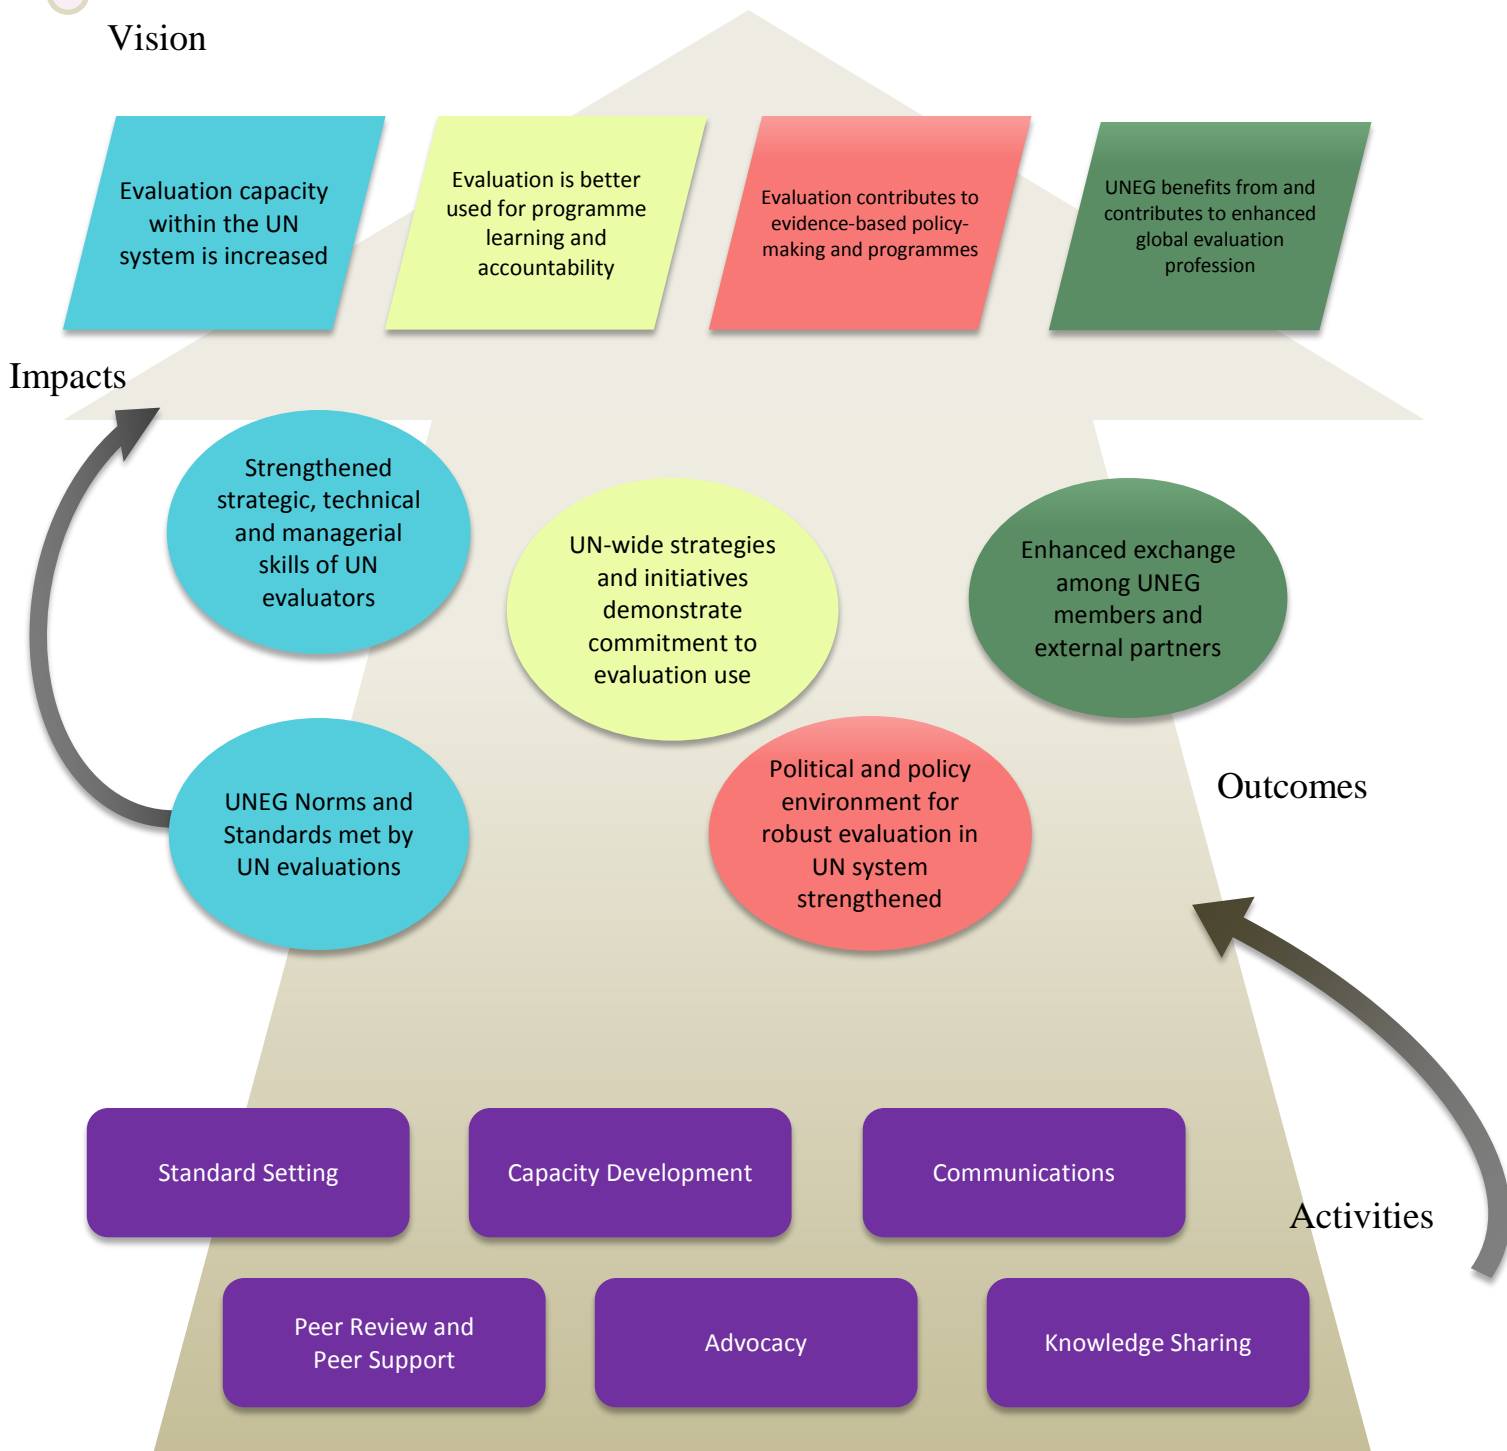 Vision
Evaluation capacity
within the UN
system is increased
Evaluation is better
used for programme
learning and
accountability
Evaluation contributes to
evidence-based policy-
making and programmes
UNEG benefits from and
contributes to enhanced
global evaluation
profession
Impacts
Strengthened
strategic, technical
and managerial
skills of UN
evaluators
UN-wide strategies
and initiatives
demonstrate
commitment to
evaluation use
Enhanced exchange
among UNEG
members and
external partners
UNEG Norms and
Standards met by
UN evaluations
Political and policy
environment for
robust evaluation in
UN system
strengthened
Outcomes
Standard Setting
Capacity Development
Communications
Activities
Peer Review and
Peer Support
Advocacy
Knowledge Sharing